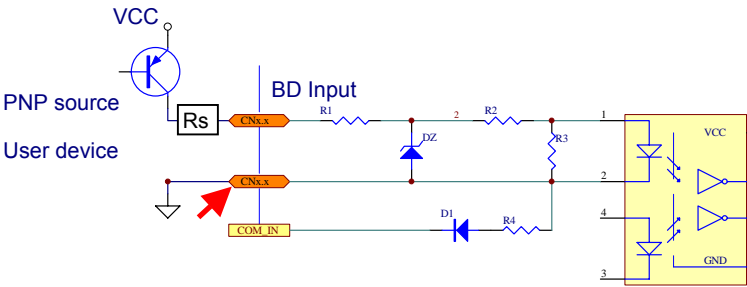 VCC
PNP source
User device
Rs
CNx.x
BD Input
R1
2
R2
1
VCC
DZ
R3
CNx.x
2
D1
R4
4
COM_IN
GND
3